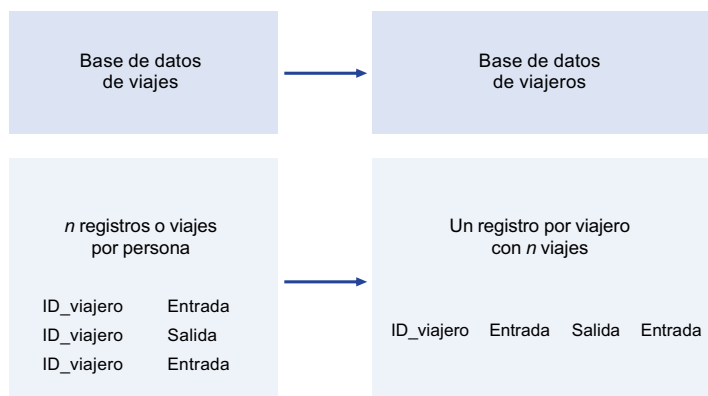 Base de datos
de viajes
Base de datos
de viajeros
n registros o viajes
por persona
ID_viajero Entrada
ID_viajero Salida
ID_viajero Entrada
Un registro por viajero
con n viajes
ID_viajero Entrada Salida Entrada